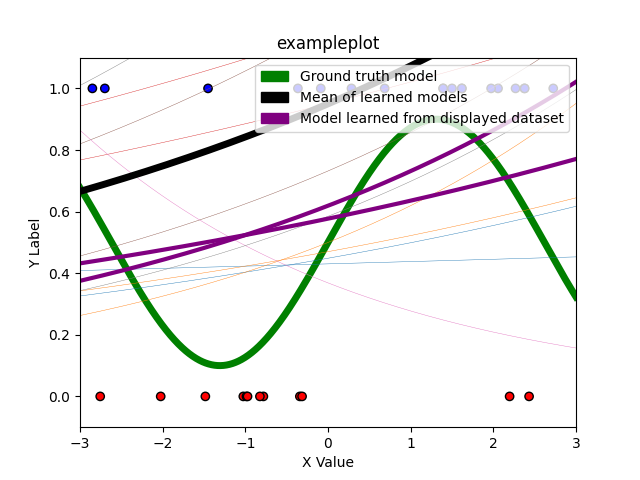 exampleplot
Ground truth model
Mean of learned models
Model learned from displayed dataset
Y Label
1.0
0.8
0.6
0.4
0.2
0.0
−3 −2 −1 0 1 2 3
X Value